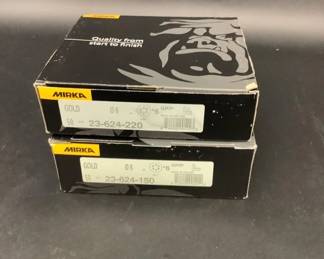 Quality from
start to finish
MIRKA
GOLD
23-624-220
MIRKA
GOLD
23-624-150